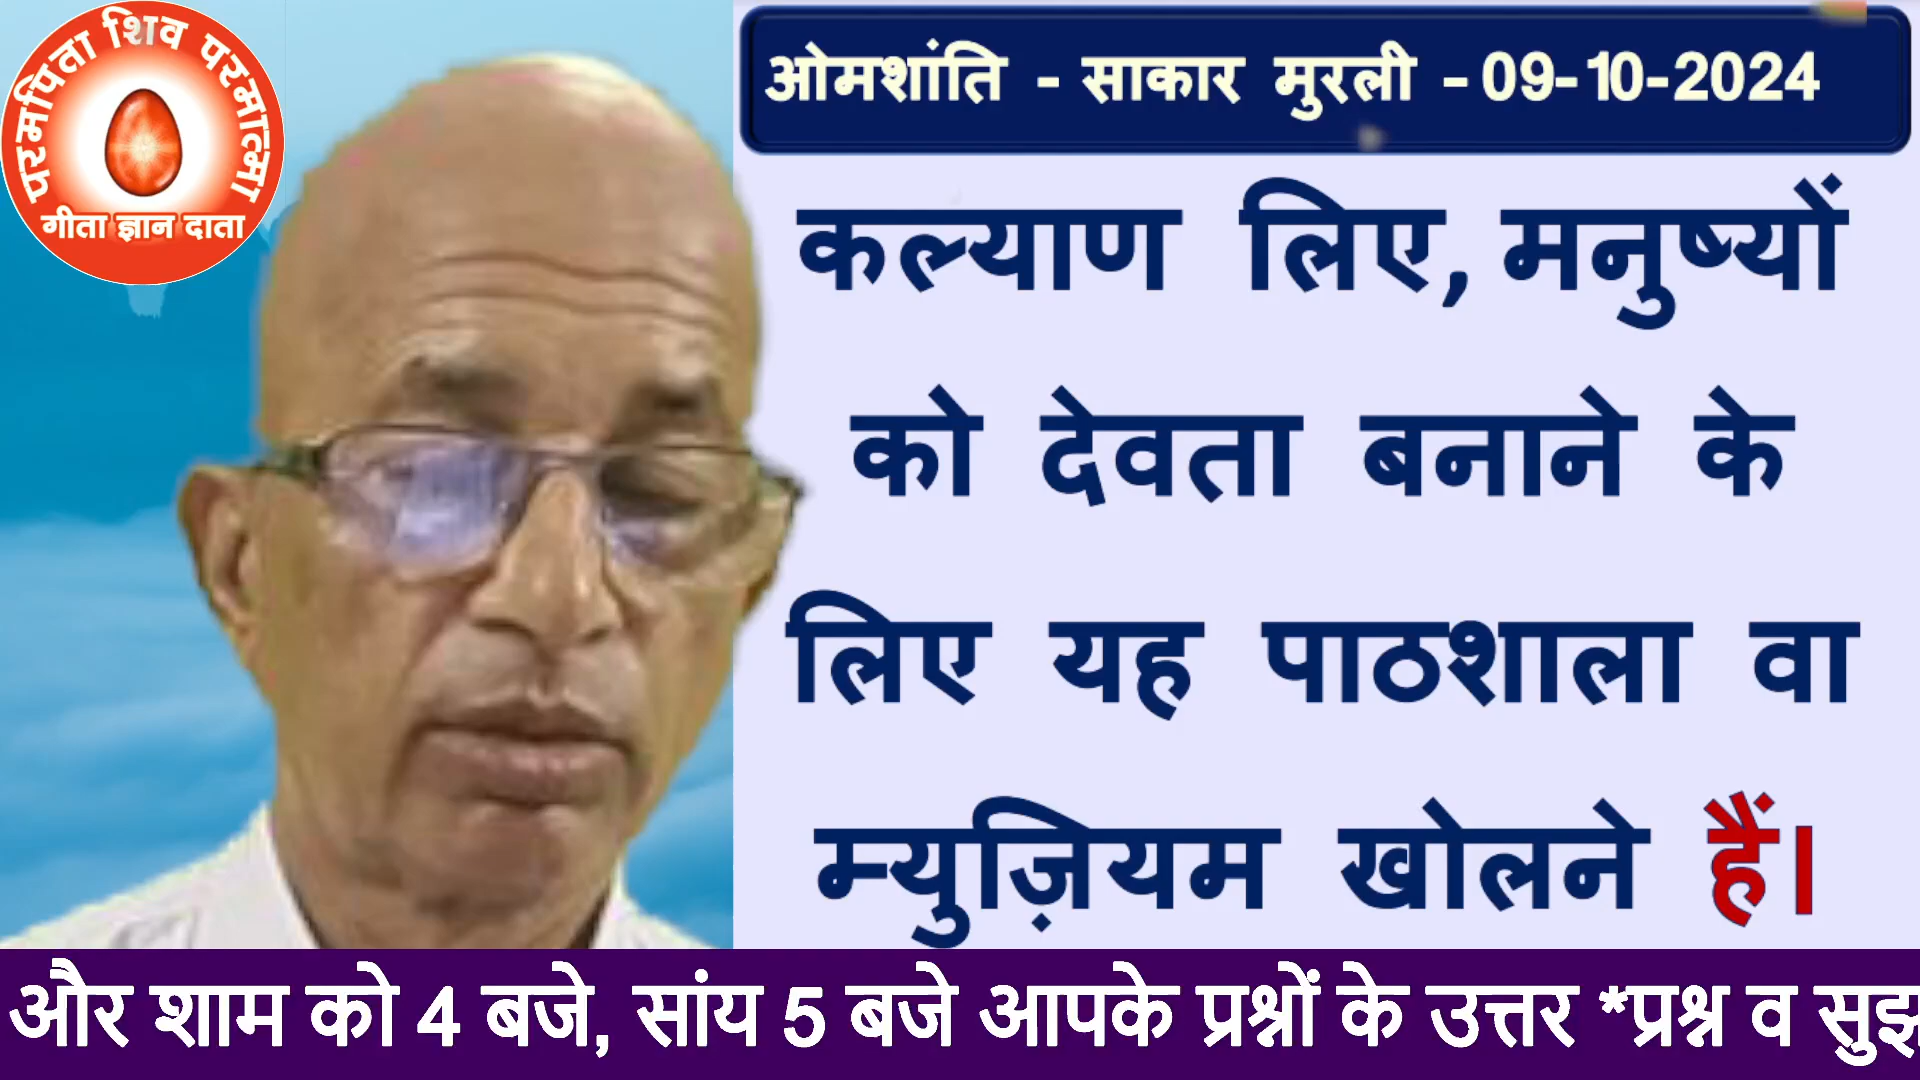 परमपिता शिव परमात्मा
गीता ज्ञान दाता
ओमशांति - साकार मुरली - 09-10-2024
कल्याण लिए, मनुष्यों
को देवता बनाने के
लिए यह पाठशाला वा
म्युज़ियम खोलने हैं।
और शाम को 4 बजे, सांय 5 बजे आपके प्रश्नों के उत्तर *प्रश्न व